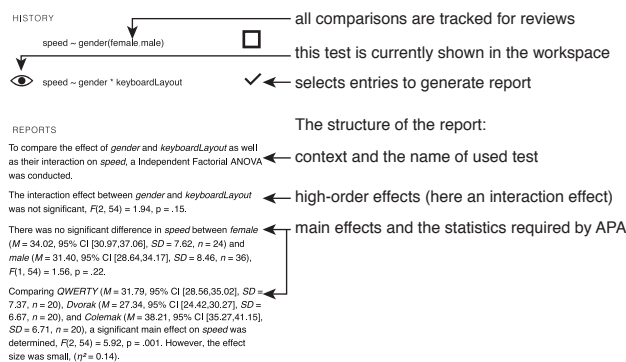 HISTORY
all comparisons are tracked for reviews
speed ~ gender(female.male)
this test is currently shown in the workspace
speed ~ gender * keyboardLayout
selects entries to generate report
REPORTS
The structure of the report:
To compare the effect of gender and keyboardLayout as well
as their interaction on speed, a Independent Factorial ANOVA
was conducted.
context and the name of used test
The interaction effect between gender and keyboardLayout
was not significant, F(2, 54) = 1.94, p = .15.
high-order effects (here an interaction effect)
There was no significant difference in speed between female
(M = 34.02, 95% CI [30.97,37.06], SD = 7.62, n = 24) and
male (M = 31.40, 95% CI [28.64,34.17], SD = 8.46, n = 36),
F(1, 54) = 1.56, p = .22.
main effects and the statistics required by APA
Comparing QWERTY (M = 31.79, 95% CI [28.56,35.02], SD =
7.37, n = 20), Dvorak (M = 27.34, 95% CI [24.42,30.27], SD =
6.67, n = 20), and Colemak (M = 38.21, 95% CI [35.27,41.15],
SD = 6.71, n = 20), a significant main effect on speed was
determined, F(2, 54) = 5.92, p = .001. However, the effect
size was small, (η² = 0.14).